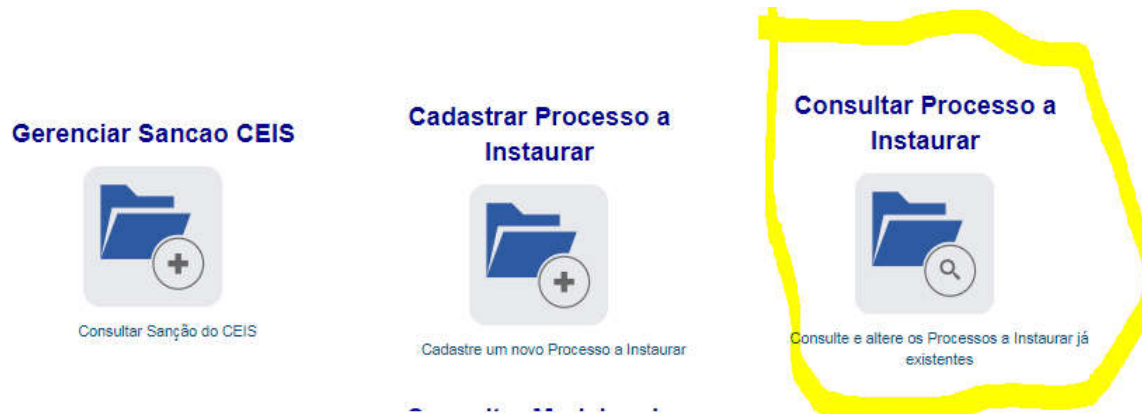 Gerenciar Sancao CEIS
Consultar Sanção do CEIS
Cadastrar Processo a
Instaurar
Cadastre um novo Processo a Instaurar
Consultar Processo a
Instaurar
Consulte e altere os Processos a Instaurar já
existentes